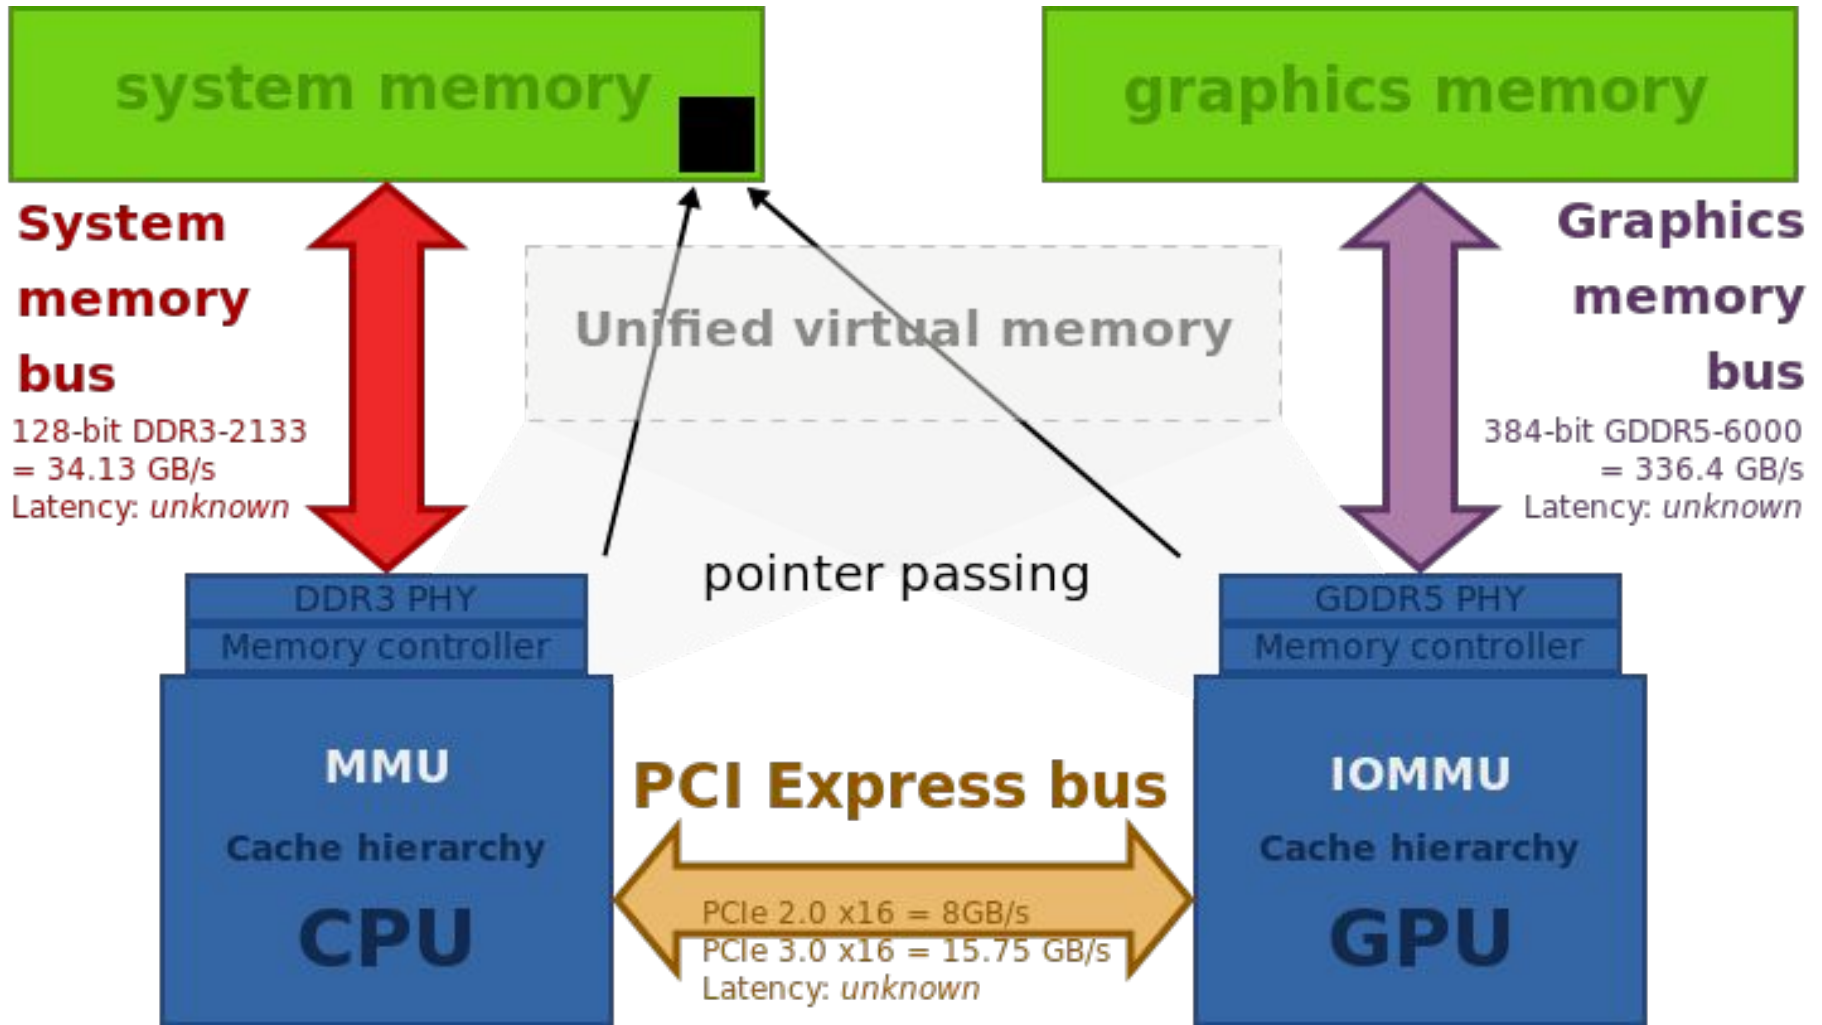 system memory
graphics memory
System
memory
bus
128-bit DDR3-2133
= 34.13 GB/s
Latency: unknown
Unified virtual memory
Graphics
memory
bus
384-bit GDDR5-6000
= 336.4 GB/s
Latency: unknown
pointer passing
DDR3 PHY
Memory controller
MMU
Cache hierarchy
CPU
PCI Express bus
PCIe 2.0 x16 = 8GB/s
PCIe 3.0 x16 = 15.75 GB/s
Latency: unknown
GDDR5 PHY
Memory controller
IOMMU
Cache hierarchy
GPU